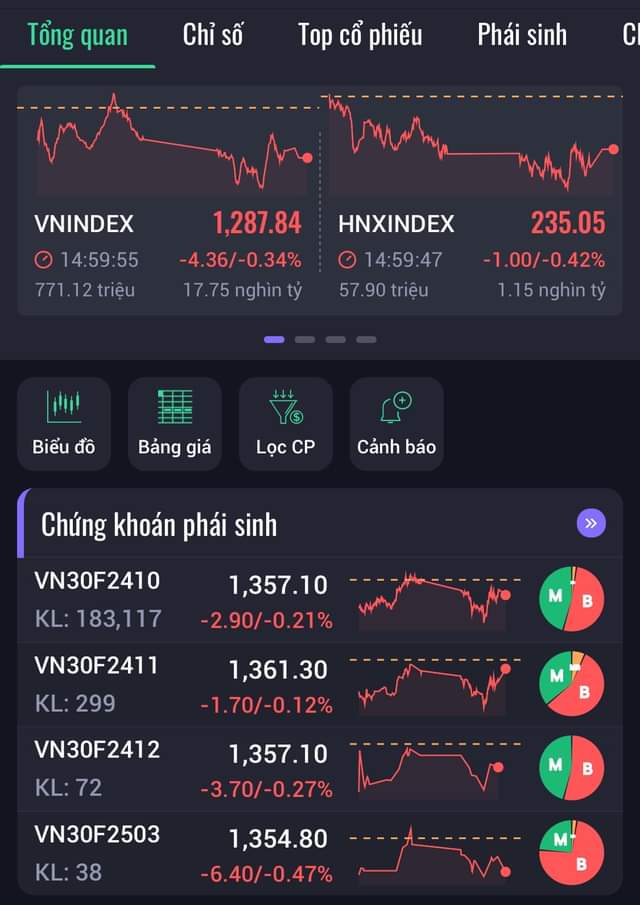 Tổng quan Chỉ số Top cổ phiếu Phái sinh
VNINDEX 1,287.84
14:59:55 -4.36/-0.34%
771.12 triệu 17.75 nghìn tỷ
HNXINDEX 235.05
14:59:47 -1.00/-0.42%
57.90 triệu 1.15 nghìn tỷ
Biểu đồ
Bảng giá
Lọc CP
Cảnh báo
Chứng khoán phái sinh
VN30F2410 1,357.10
KL: 183,117 -2.90/-0.21%
M B
VN30F2411 1,361.30
KL: 299 -1.70/-0.12%
M B
VN30F2412 1,357.10
KL: 72 -3.70/-0.27%
M B
VN30F2503 1,354.80
KL: 38 -6.40/-0.47%
M B